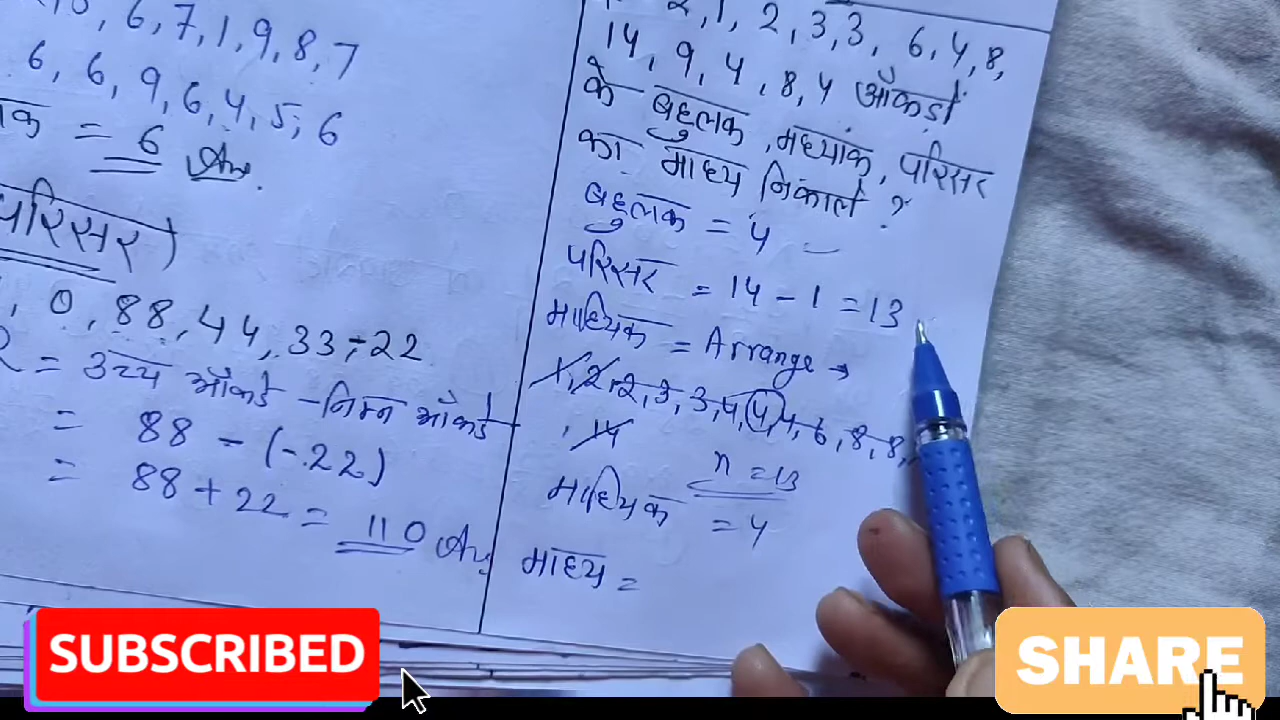 6, 7, 1, 9, 8, 7
6, 6, 9, 6, 4, 5, 6
= 6 Ans.
परिसर)
, 0, 88, 44, 33, -22
= उच्च आँकड़े - निम्न आँकड़े
= 88 - (-22)
= 88 + 22 = 110 Ans.
2, 1, 2, 3, 3, 6, 4, 8,
14, 9, 4, 8, 4 आँकड़ों
के बहुलक, मध्यांक, परिसर
का माध्य निकालें ?
बहुलक = 4
परिसर = 14 - 1 = 13
माध्यिक = Arrange →
1, 2, 2, 3, 3, 4, 4, 4, 6, 8, 8,
, 14
n = 13
माध्यिक = 4
माध्य =
SUBSCRIBED
SHARE